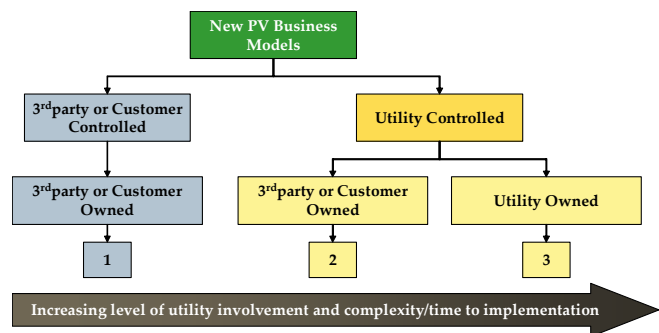 New PV Business
Models
3rdparty or Customer
Controlled
Utility Controlled
3rdparty or Customer
Owned
3rdparty or Customer
Owned
Utility Owned
1
2
3
Increasing level of utility involvement and complexity/time to implementation